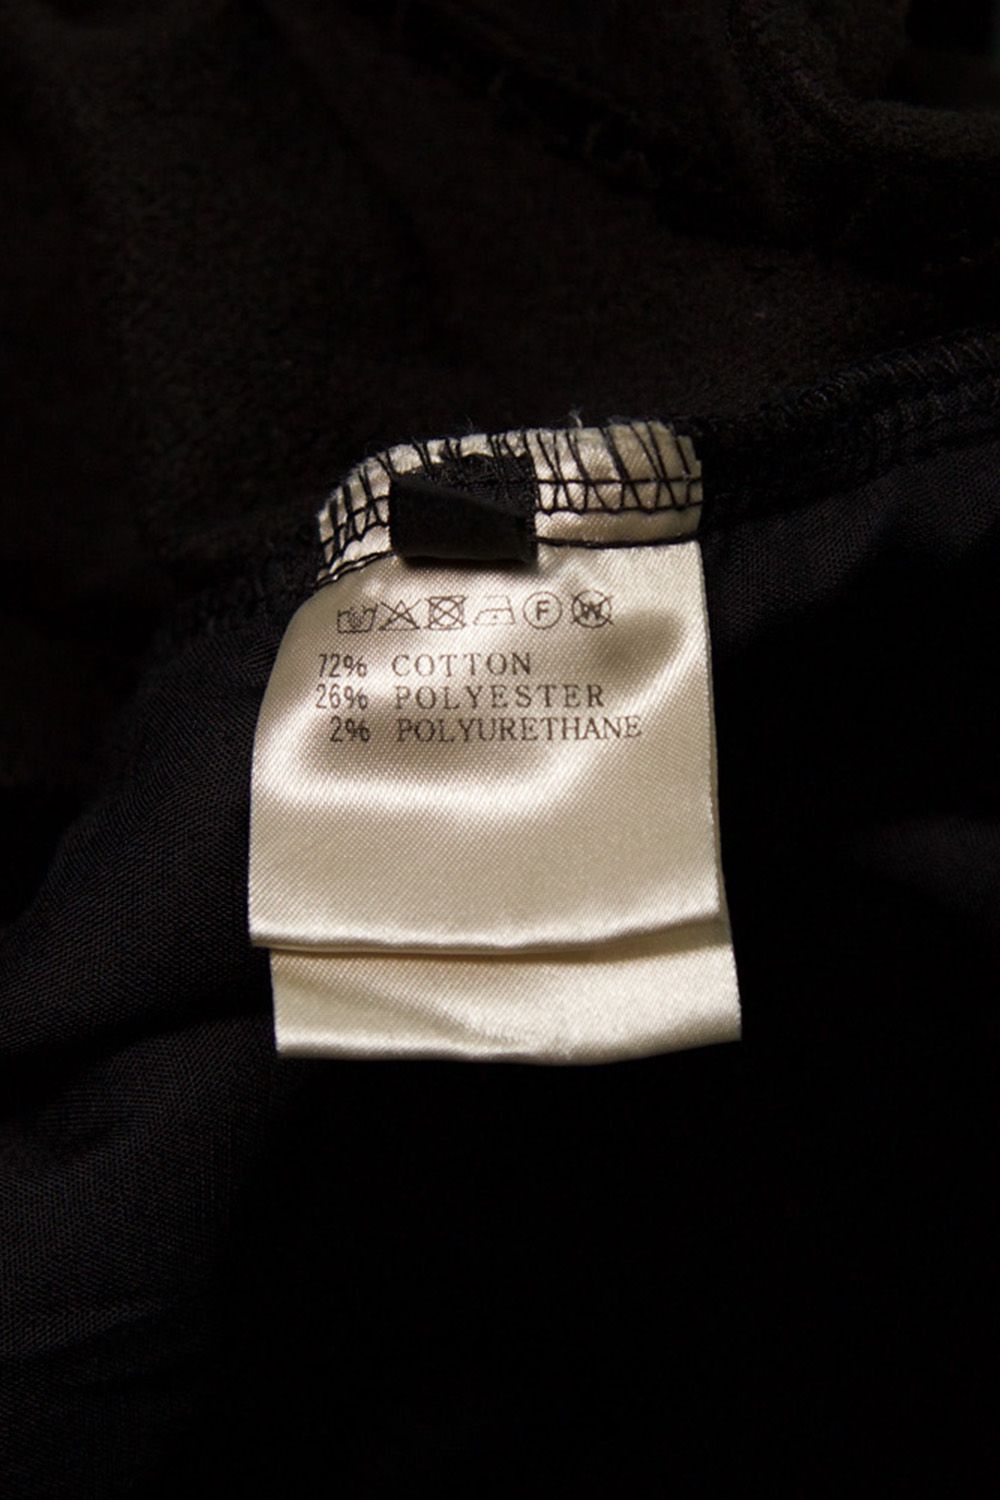 F W
72% COTTON
26% POLYESTER
2% POLYURETHANE